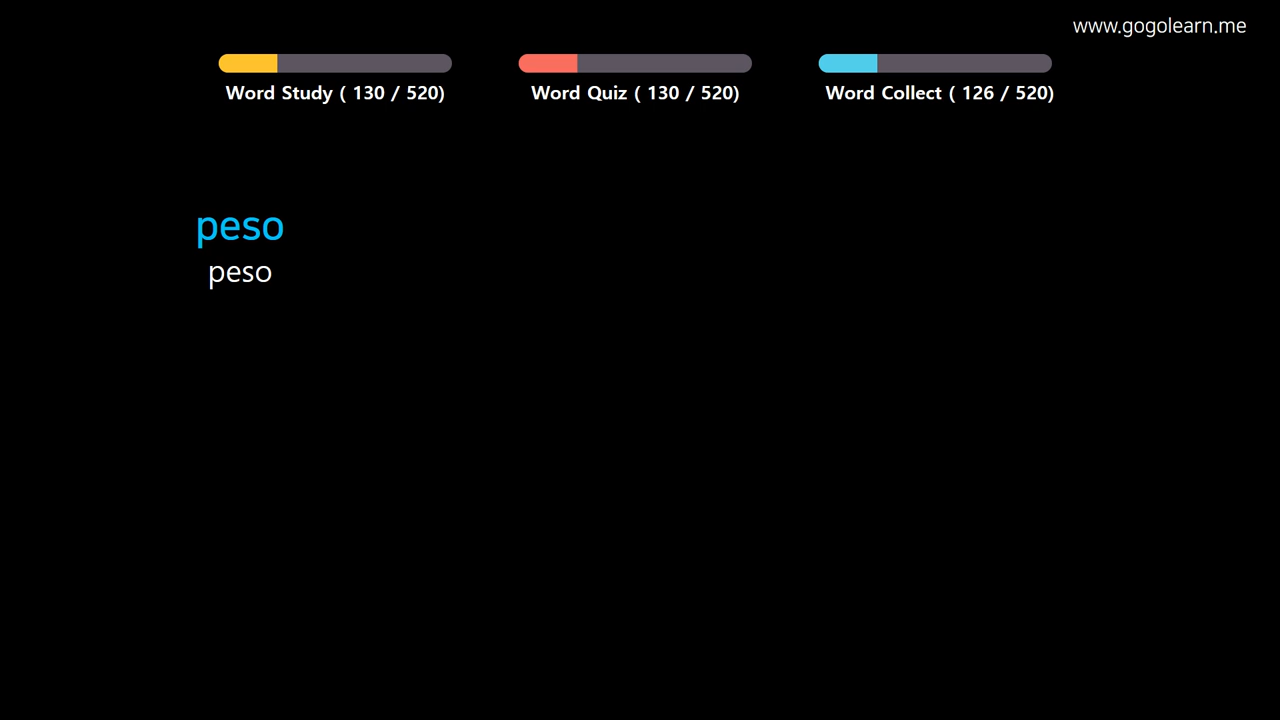 www.gogolearn.me
Word Study ( 130 / 520)
Word Quiz ( 130 / 520)
Word Collect ( 126 / 520)
peso
peso